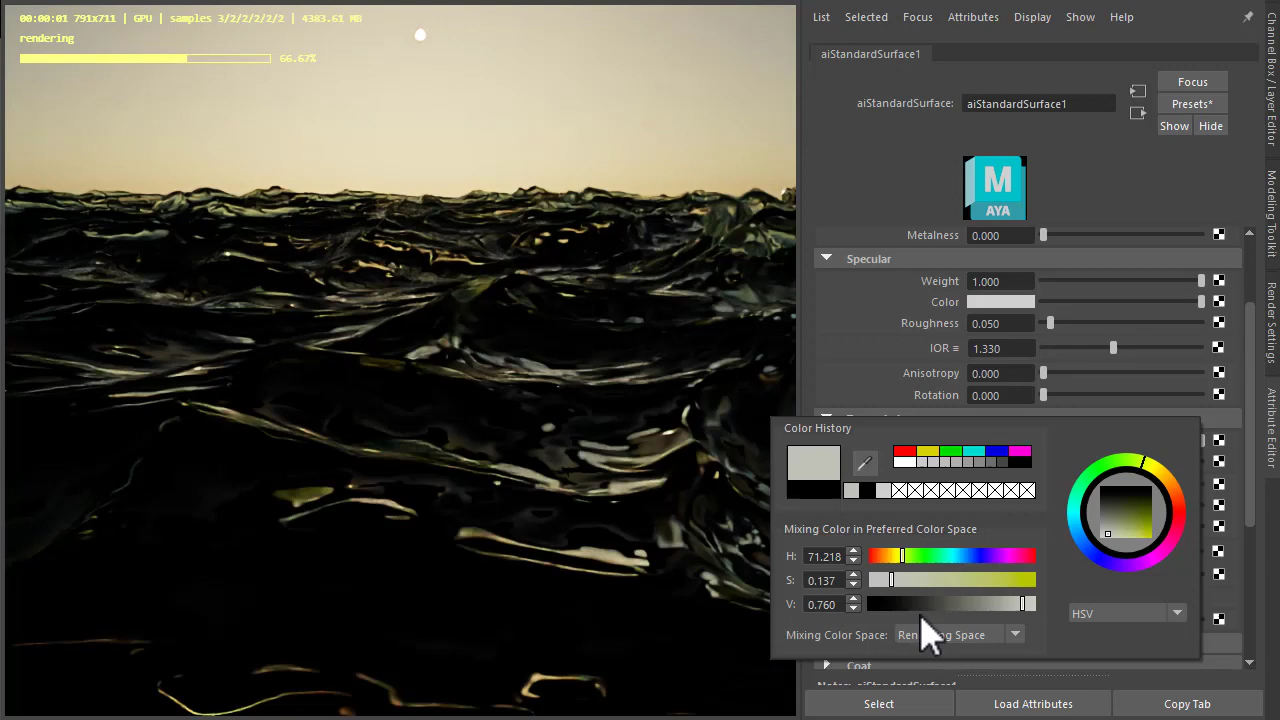 00:00:01 791x711 | GPU | samples 3/2/2/2/2/2 | 4383.61 MB
rendering
66.67%
List Selected Focus Attributes Display Show Help
aiStandardSurface1
aiStandardSurface: aiStandardSurface1
Focus
Presets*
Show Hide
M
AYA
Metalness 0.000
Specular
Weight 1.000
Color
Roughness 0.050
IOR 1.330
Anisotropy 0.000
Rotation 0.000
Color History
Mixing Color in Preferred Color Space
H: 71.218
S: 0.137
V: 0.760
HSV
Mixing Color Space: Space
Coat
Select Load Attributes Copy Tab
Channel Box / Layer Editor
Modeling Toolkit
Render Settings
Attribute Editor